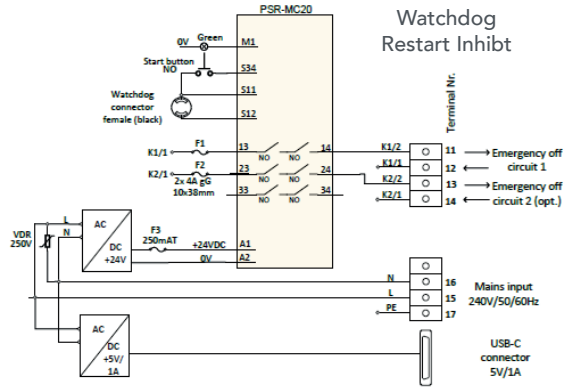 PSR-MC20
Watchdog
Restart Inhibt
0V
Green
M1
Start button
NO
S34
S11
Watchdog
connector
female (black)
S12
Terminal Nr.
K1/1
F1
13
14
NO
NO
K1/2
11
Emergency off
circuit 1
K1/1
12
K2/1
F2
23
24
NO
NO
K2/2
13
Emergency off
circuit 2 (opt.)
2x 4A gG
10x38mm
33
34
NO
NO
K2/1
14
L
N
VDR
250V
AC
DC
+24V
F3
250mAT
+24VDC
A1
0V
A2
N
16
L
15
PE
17
Mains input
240V/50/60Hz
AC
DC
+5V/
1A
USB-C
connector
5V/1A